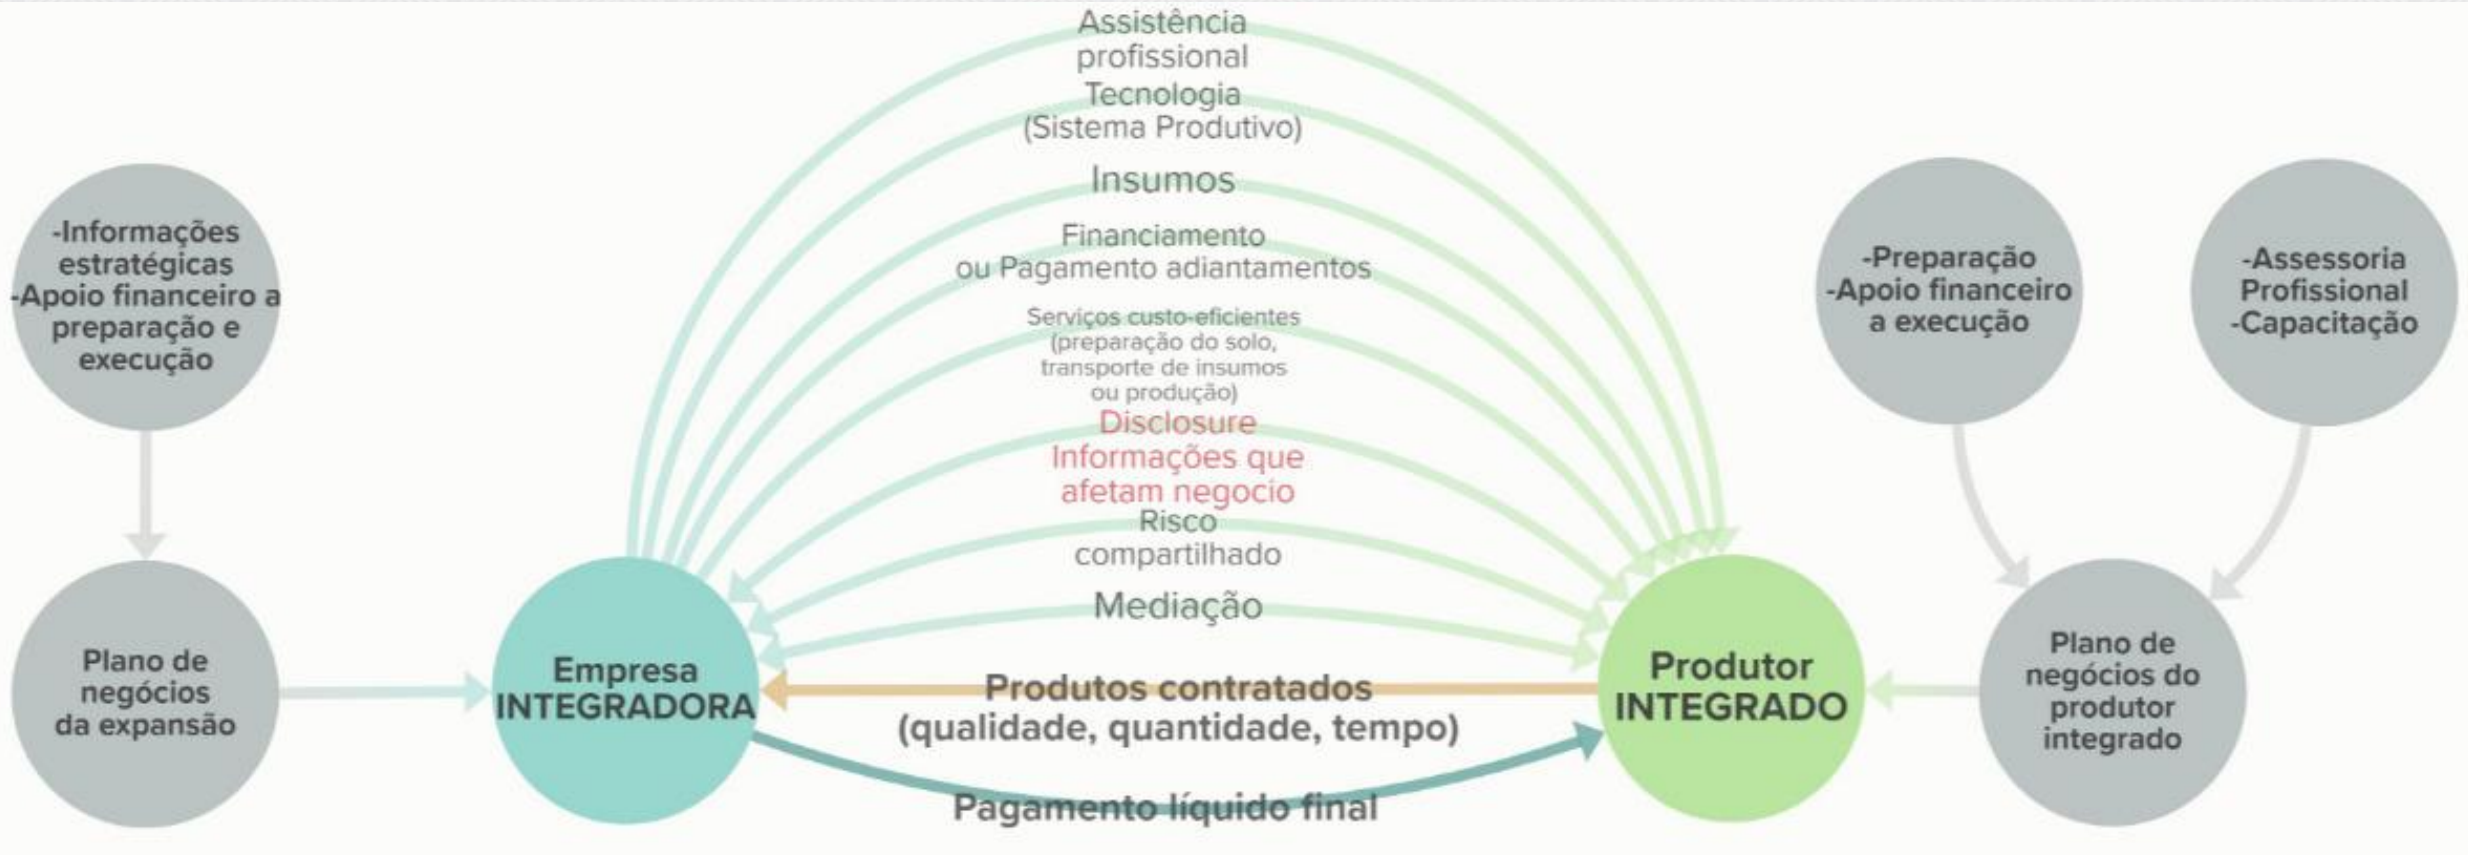 Assistência
profissional
Tecnologia
(Sistema Produtivo)
Insumos
Financiamento
ou Pagamento adiantamentos
Serviços custo-eficientes
(preparação do solo,
transporte de insumos
ou produção)
Disclosure
Informações que
afetam negocio
Risco
compartilhado
Mediação
Produtos contratados
(qualidade, quantidade, tempo)
Pagamento líquido final
-Informações
estratégicas
-Apoio financeiro a
preparação e
execução
Plano de
negócios
da expansão
Empresa
INTEGRADORA
Produtor
INTEGRADO
-Preparação
-Apoio financeiro
a execução
-Assessoria
Profissional
-Capacitação
Plano de
negócios do
produtor
integrado